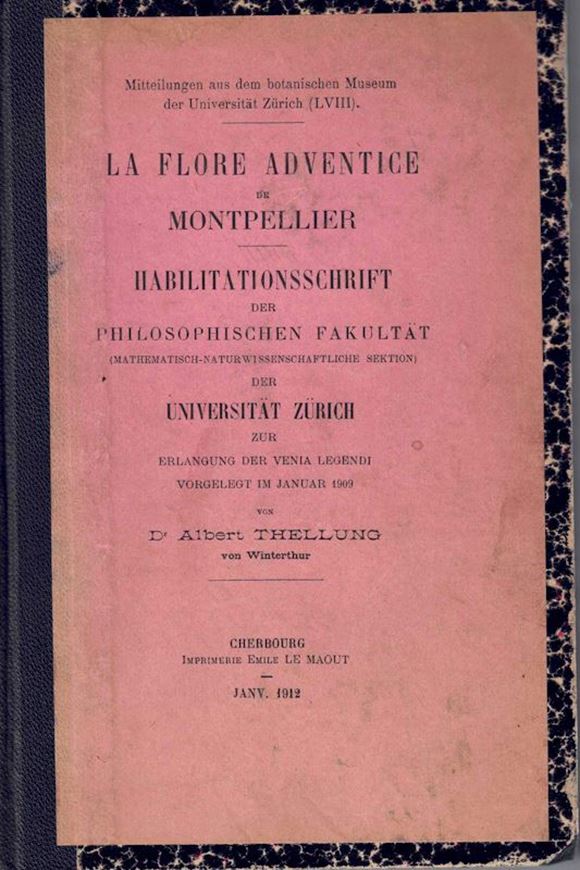 Mitteilungen aus dem botanischen Museum
der Universität Zürich (LVIII).
LA FLORE ADVENTICE
DE
MONTPELLIER
HABILITATIONSSCHRIFT
DER
PHILOSOPHISCHEN FAKULTÄT
(MATHEMATISCH-NATURWISSENSCHAFTLICHE SEKTION)
DER
UNIVERSITÄT ZÜRICH
ZUR
ERLANGUNG DER VENIA LEGENDI
VORGELEGT IM JANUAR 1909
VON
Dr Albert THELLUNG
von Winterthur
CHERBOURG
IMPRIMERIE EMILE LE MAOUT
JANV. 1912